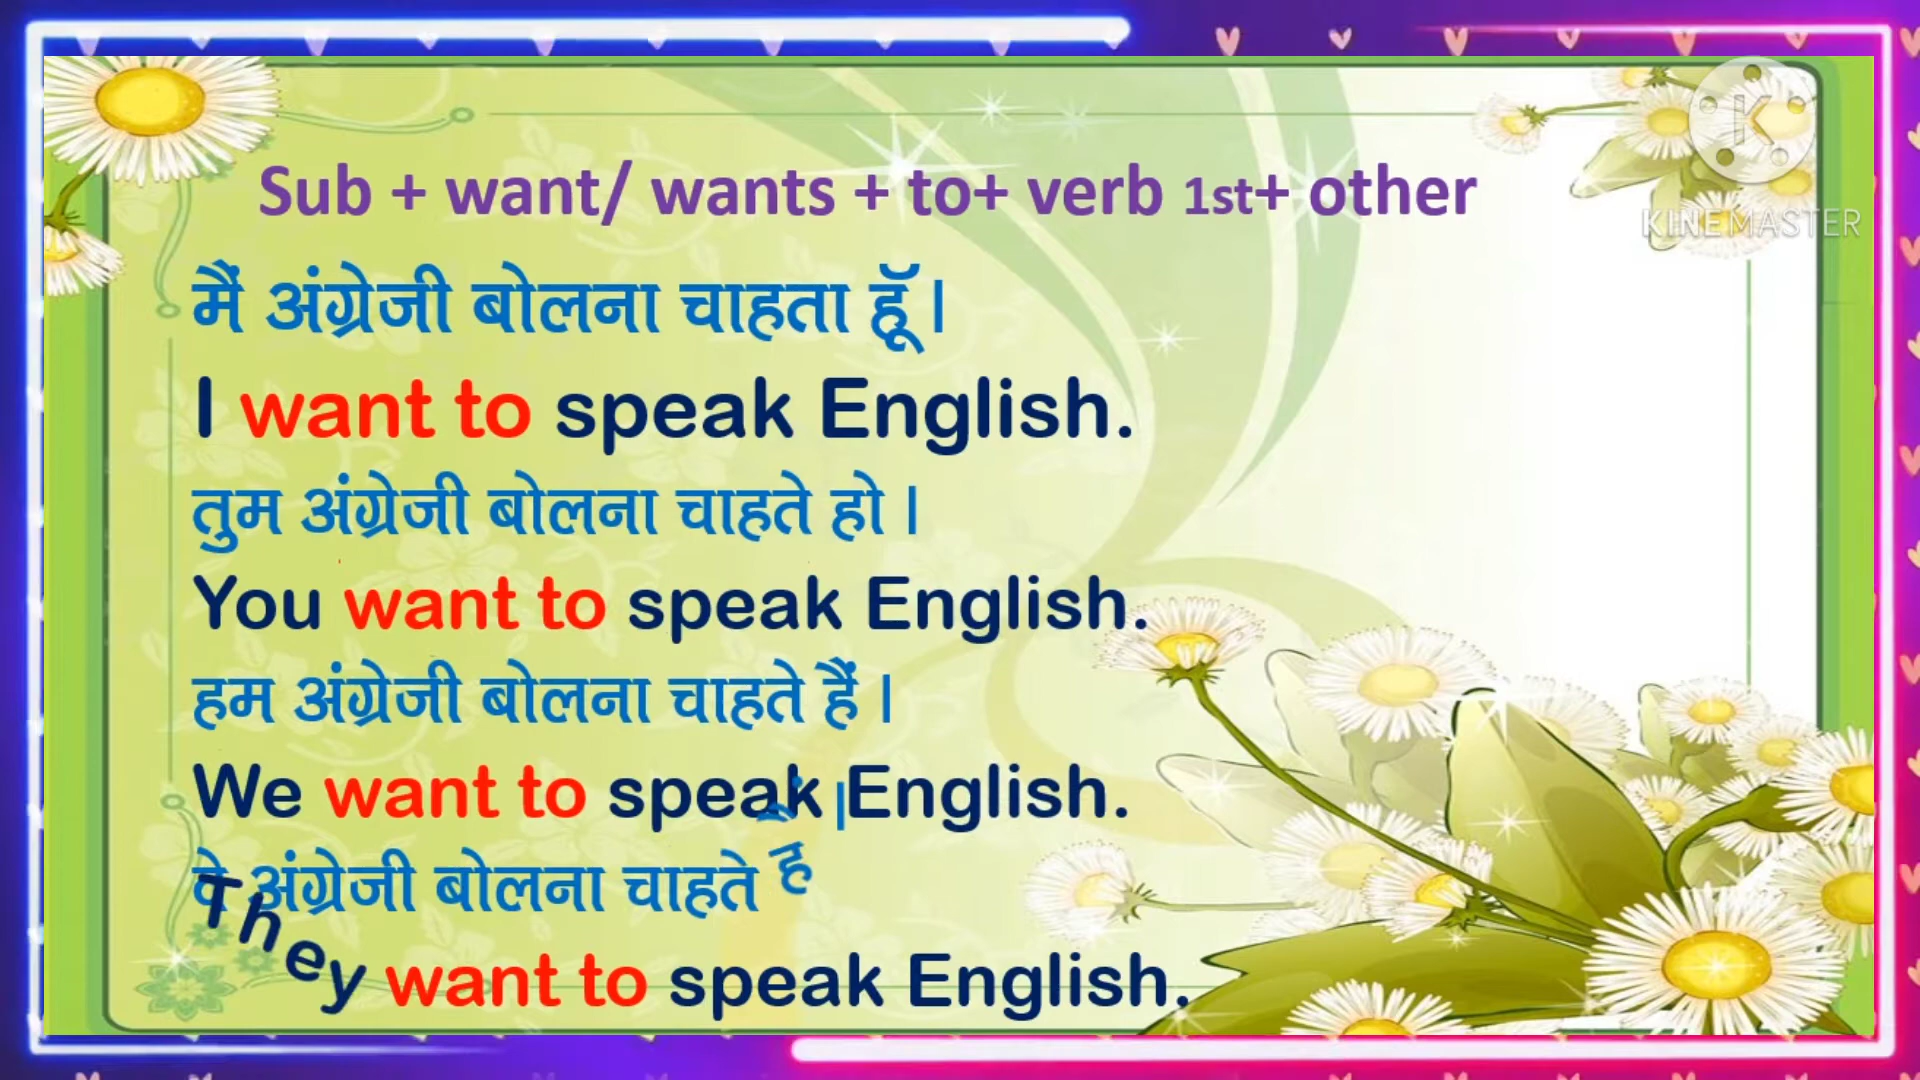 Sub + want/ wants + to+ verb 1st+ other
KINEMASTER
मैं अंग्रेजी बोलना चाहता हूॅ ।
I want to speak English.
तुम अंग्रेजी बोलना चाहते हो ।
You want to speak English.
हम अंग्रेजी बोलना चाहते हैं ।
We want to speak English.
वे अंग्रेजी बोलना चाहते हैं ।
They want to speak English.